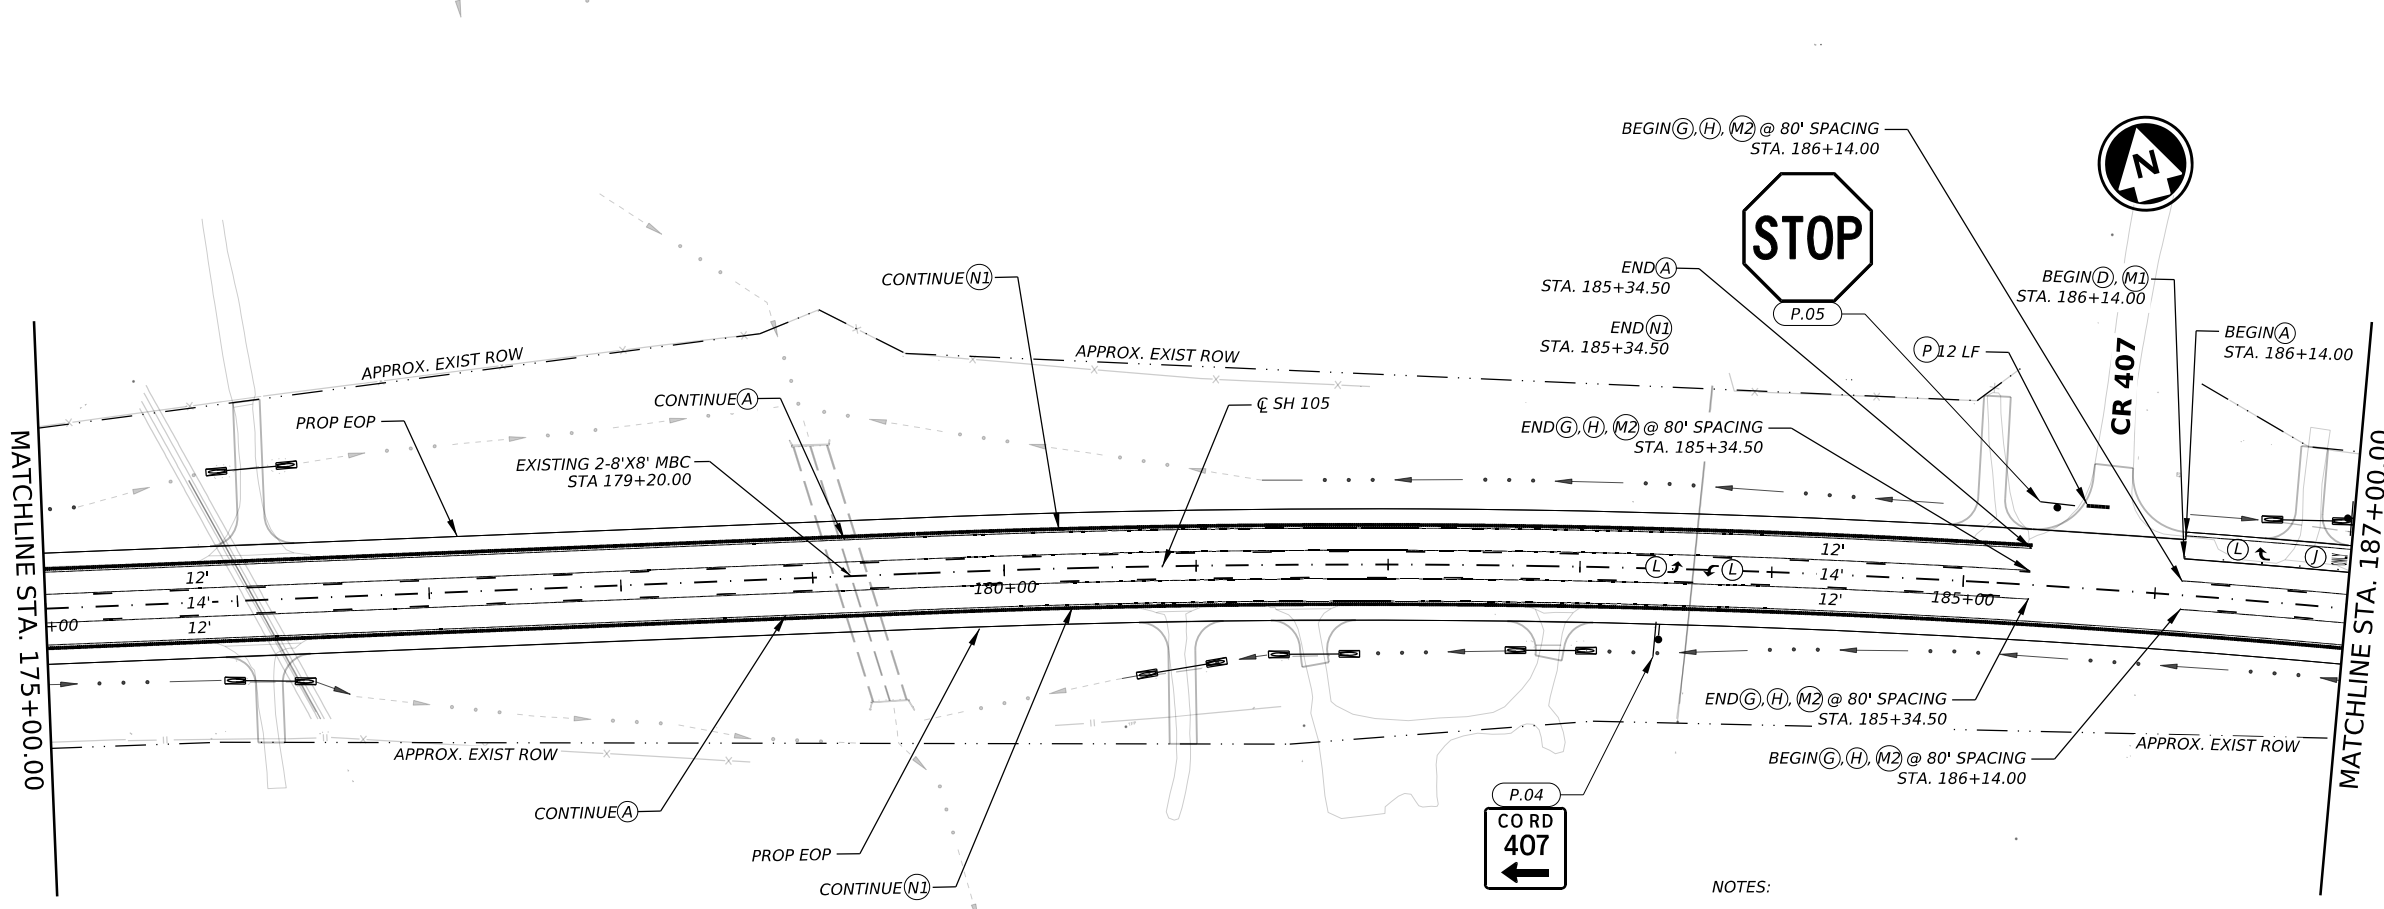 BEGIN G, H, M2 @ 80' SPACING
STA. 186+14.00
N
STOP
P.05
CONTINUE N1
END A
STA. 185+34.50
BEGIN D, M1
STA. 186+14.00
END N1
STA. 185+34.50
P 12 LF
CR 407
BEGIN A
STA. 186+14.00
APPROX. EXIST ROW
APPROX. EXIST ROW
CONTINUE A
℄ SH 105
PROP EOP
END G, H, M2 @ 80' SPACING
STA. 185+34.50
EXISTING 2-8'X8' MBC
STA 179+20.00
MATCHLINE STA. 175+00.00
MATCHLINE STA. 187+00.00
12'
14'
12'
+00
180+00
L
L
12'
14'
12'
185+00
L
J
END G, H, M2 @ 80' SPACING
STA. 185+34.50
APPROX. EXIST ROW
APPROX. EXIST ROW
BEGIN G, H, M2 @ 80' SPACING
STA. 186+14.00
CONTINUE A
P.04
CO RD
407
PROP EOP
CONTINUE N1
NOTES: